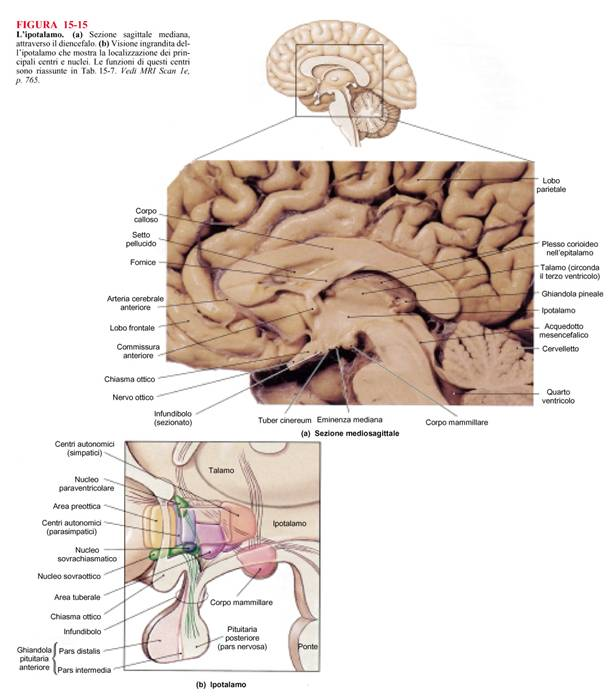 FIGURA 15-15
L'ipotalamo. (a) Sezione sagittale mediana,
attraverso il diencefalo. (b) Visione ingrandita del-
l'ipotalamo che mostra la localizzazione dei prin-
cipali centri e nuclei. Le funzioni di questi centri
sono riassunte in Tab. 15-7. Vedi MRI Scan 1e,
p. 765.
Lobo
parietale
Corpo
calloso
Setto
pellucido
Fornice
Arteria cerebrale
anteriore
Lobo frontale
Commissura
anteriore
Chiasma ottico
Nervo ottico
Infundibolo
(sezionato)
Tuber cinereum
Eminenza mediana
Corpo mammillare
Plesso corioideo
nell'epitalamo
Talamo (circonda
il terzo ventricolo)
Ghiandola pineale
Ipotalamo
Acquedotto
mesencefalico
Cervelletto
Quarto
ventricolo
(a) Sezione mediosagittale
Centri autonomici
(simpatici)
Nucleo
paraventricolare
Area preottica
Centri autonomici
(parasimpatici)
Nucleo
sovrachiasmatico
Nucleo sovraottico
Area tuberale
Chiasma ottico
Infundibolo
Ghiandola
pituitaria
anteriore
Pars distalis
Pars intermedia
Talamo
Ipotalamo
Corpo mammillare
Pituitaria
posteriore
(pars nervosa)
Ponte
(b) Ipotalamo